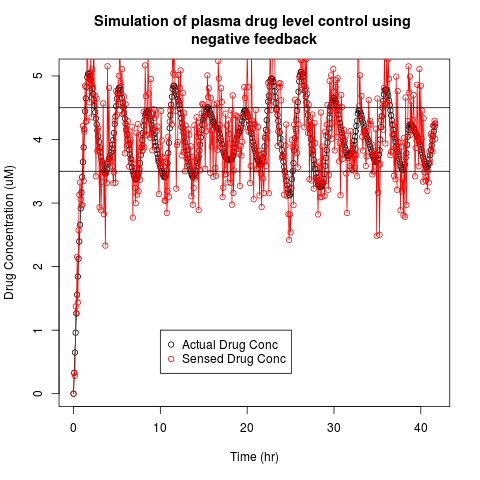 Simulation of plasma drug level control using
negative feedback
Drug Concentration (uM)
5
4
3
2
1
0
Actual Drug Conc
Sensed Drug Conc
0 10 20 30 40
Time (hr)